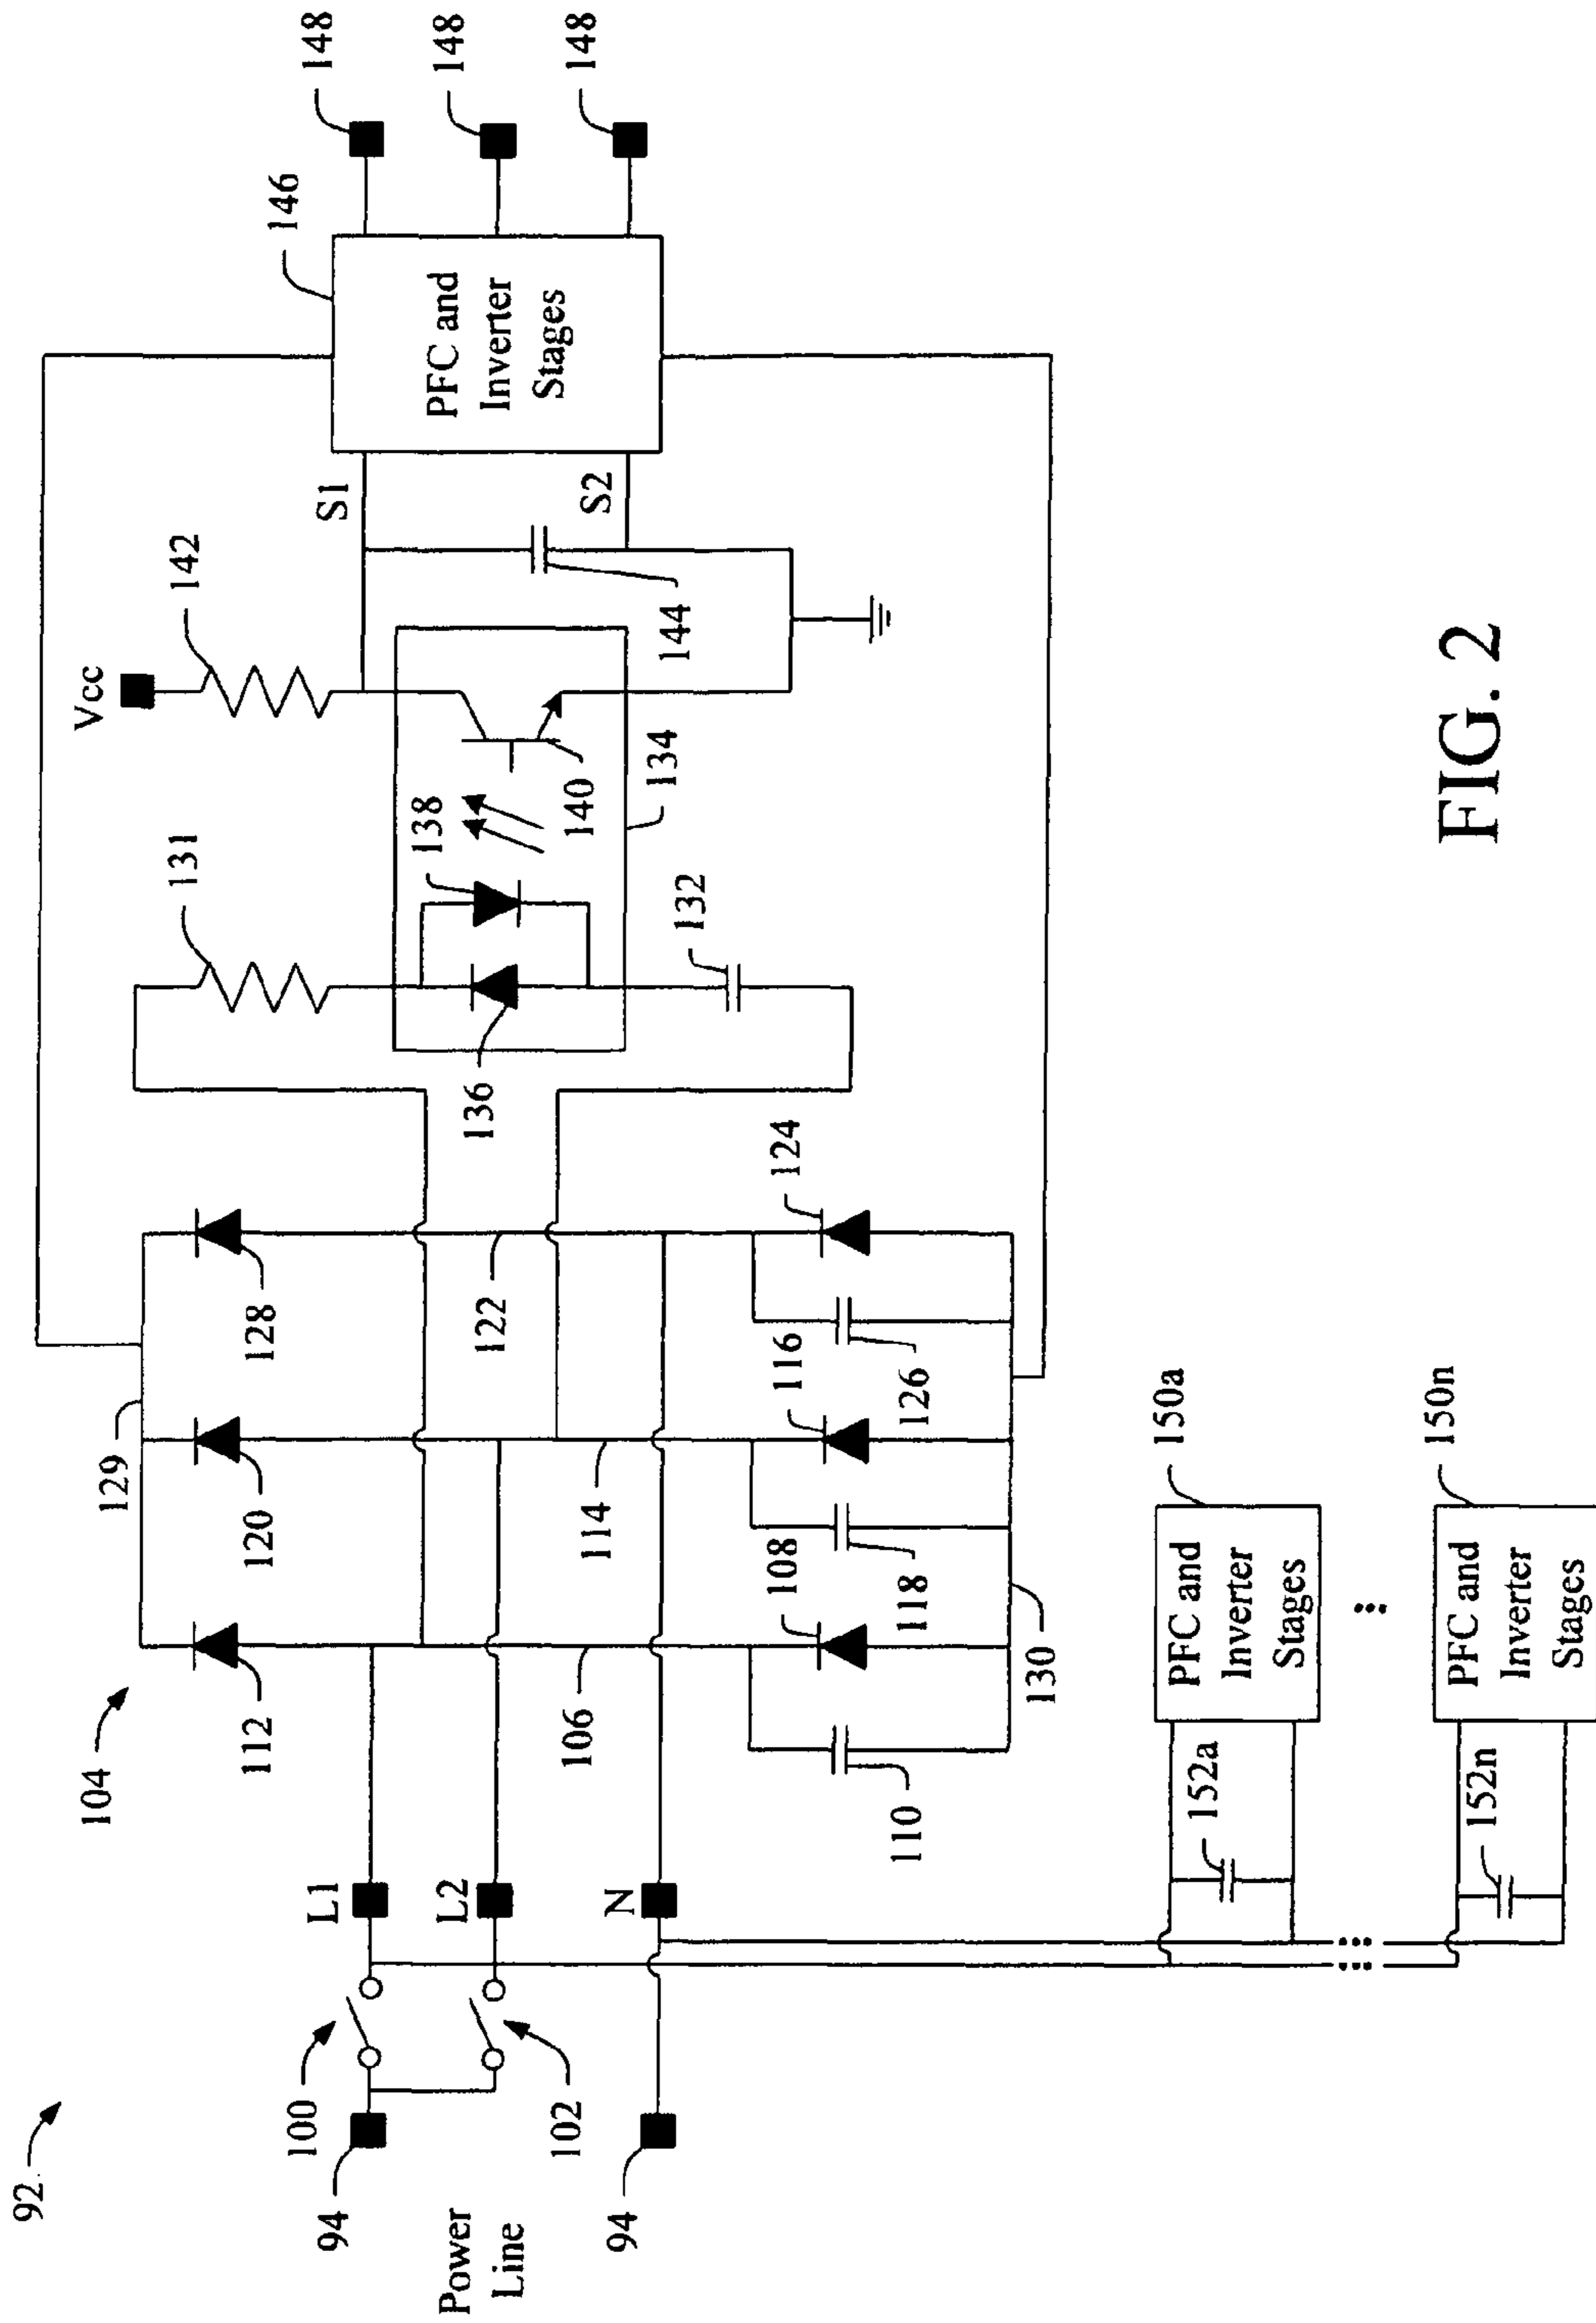 92
94
Power
Line
94
100
102
L1
L2
N
104
112
120
128
129
106
114
122
108
110
116
118
124
126
130
131
136
138
132
134
140
Vcc
142
144
S1
S2
PFC and
Inverter
Stages
146
148
148
148
152a
PFC and
Inverter
Stages
150a
152n
PFC and
Inverter
Stages
150n
FIG. 2